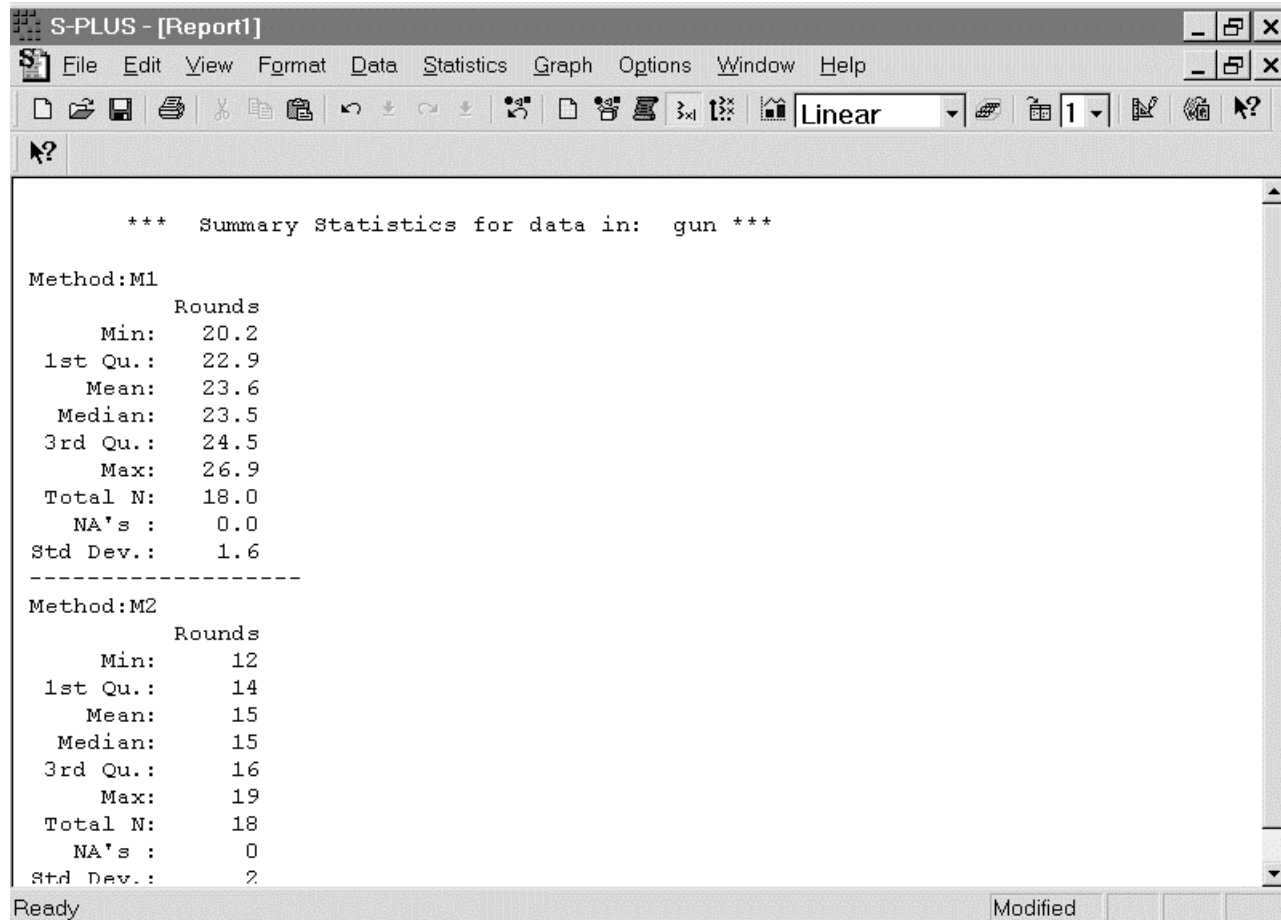 S-PLUS - [Report1]
File Edit View Format Data Statistics Graph Options Window Help
Linear 1
*** Summary Statistics for data in: gun ***
Method:M1
Rounds
Min: 20.2
1st Qu.: 22.9
Mean: 23.6
Median: 23.5
3rd Qu.: 24.5
Max: 26.9
Total N: 18.0
NA's : 0.0
Std Dev.: 1.6
-------------------
Method:M2
Rounds
Min: 12
1st Qu.: 14
Mean: 15
Median: 15
3rd Qu.: 16
Max: 19
Total N: 18
NA's : 0
Std Dev.: 2
Ready Modified